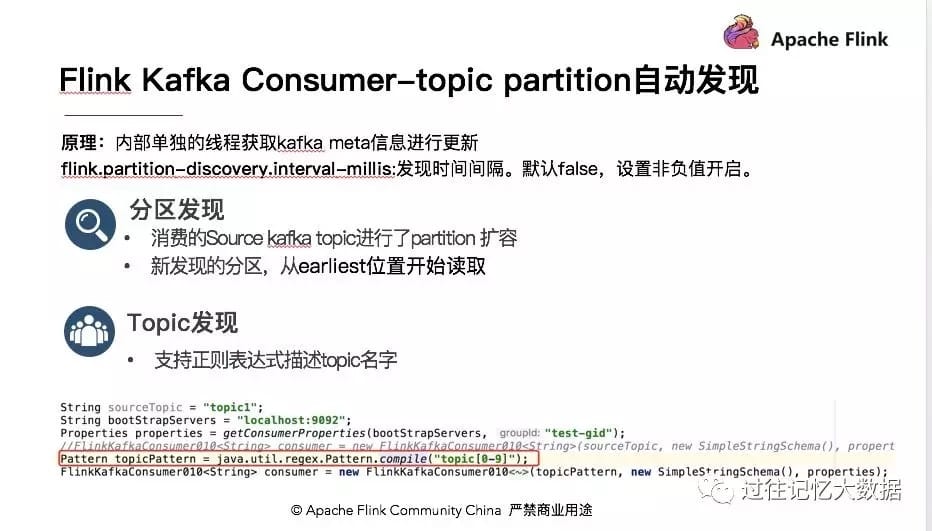 Apache Flink
Flink Kafka Consumer–topic partition自动发现
原理：内部单独的线程获取kafka meta信息进行更新
flink.partition-discovery.interval-millis:发现时间间隔。默认false，设置非负值开启。
分区发现
• 消费的Source kafka topic进行了partition 扩容
• 新发现的分区，从earliest位置开始读取
Topic发现
• 支持正则表达式描述topic名字
String sourceTopic = "topic1";
String bootStrapServers = "localhost:9092";
Properties properties = getConsumerProperties(bootStrapServers, groupId: "test-gid");
//FlinkKafkaConsumer010<String> consumer = new FlinkKafkaConsumer010<String>(sourceTopic, new SimpleStringSchema(), propert
Pattern topicPattern = java.util.regex.Pattern.compile("topic[0-9]");
FlinkKafkaConsumer010<String> consumer = new FlinkKafkaConsumer010<~>(topicPattern, new SimpleStringSchema(), properties);
过往记忆大数据
© Apache Flink Community China 严禁商业用途